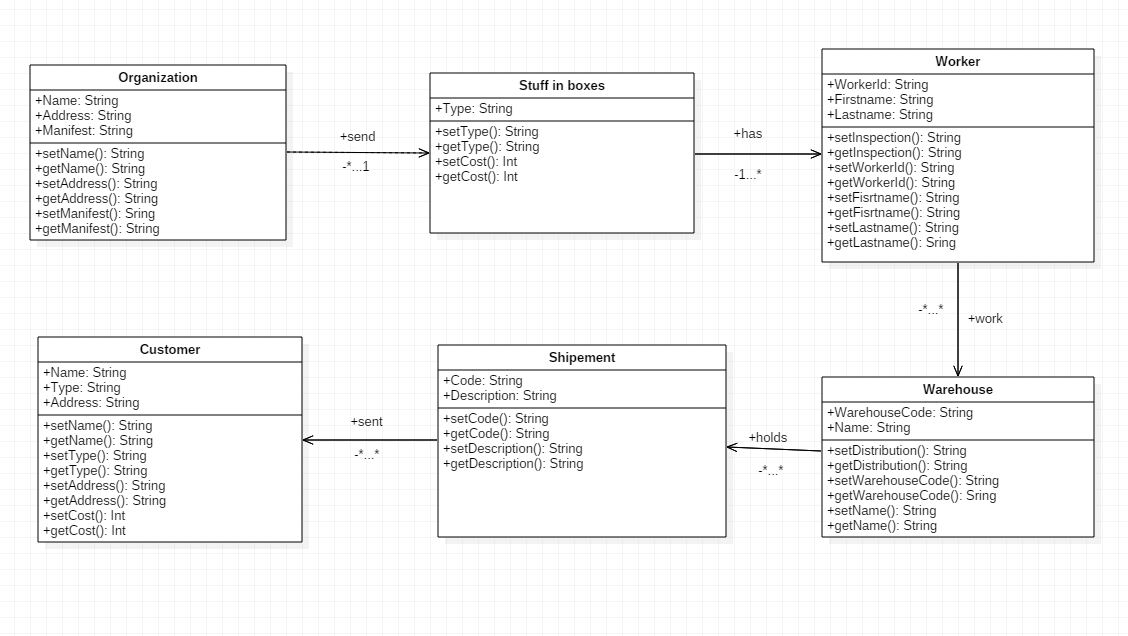 Organization
+Name: String
+Address: String
+Manifest: String
+setName(): String
+getName(): String
+setAddress(): String
+getAddress(): String
+setManifest(): Sring
+getManifest(): String
+send
-*...1
Stuff in boxes
+Type: String
+setType(): String
+getType(): String
+setCost(): Int
+getCost(): Int
+has
-1...*
Worker
+WorkerId: String
+Firstname: String
+Lastname: String
+setInspection(): String
+getInspection(): String
+setWorkerId(): String
+getWorkerId(): String
+setFisrtname(): String
+getFisrtname(): String
+setLastname(): String
+getLastname(): Sring
-*...*
+work
Customer
+Name: String
+Type: String
+Address: String
+setName(): String
+getName(): String
+setType(): String
+getType(): String
+setAddress(): String
+getAddress(): String
+setCost(): Int
+getCost(): Int
+sent
-*...*
Shipement
+Code: String
+Description: String
+setCode(): String
+getCode(): String
+setDescription(): String
+getDescription(): String
+holds
-*...*
Warehouse
+WarehouseCode: String
+Name: String
+setDistribution(): String
+getDistribution(): String
+setWarehouseCode(): String
+getWarehouseCode(): Sring
+setName(): String
+getName(): String